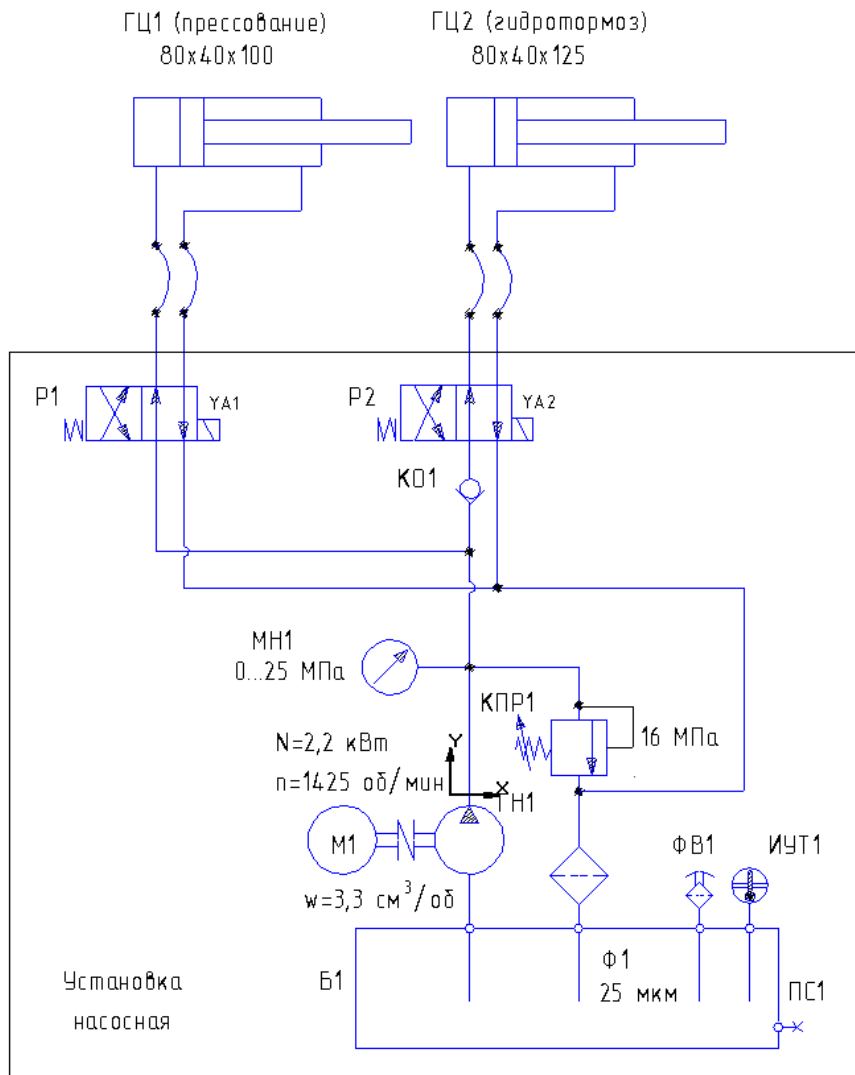 ГЦ1 (прессование)
80х40х100
ГЦ2 (гидротормоз)
80х40х125
Р1
YA1
Р2
YA2
КО1
МН1
0...25 МПа
КПР1
16 МПа
N=2,2 кВт
n=1425 об/мин
Y
X
ГН1
М1
w=3,3 см³/об
ФВ1
ИУТ1
Б1
Ф1
25 мкм
ПС1
Установка
насосная